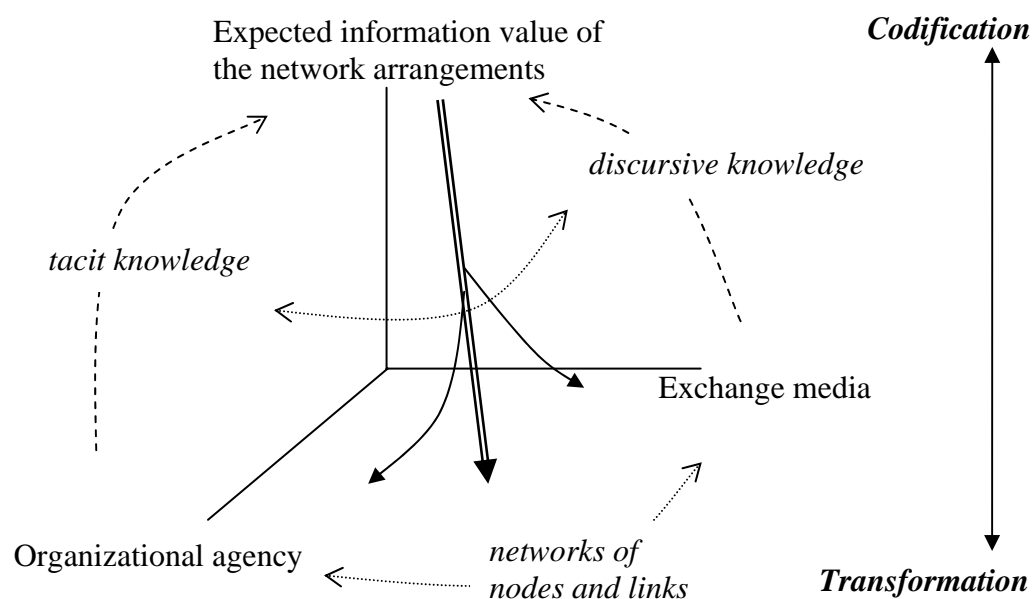 Expected information value of
the network arrangements
Codification
discursive knowledge
tacit knowledge
Exchange media
Organizational agency
networks of
nodes and links
Transformation